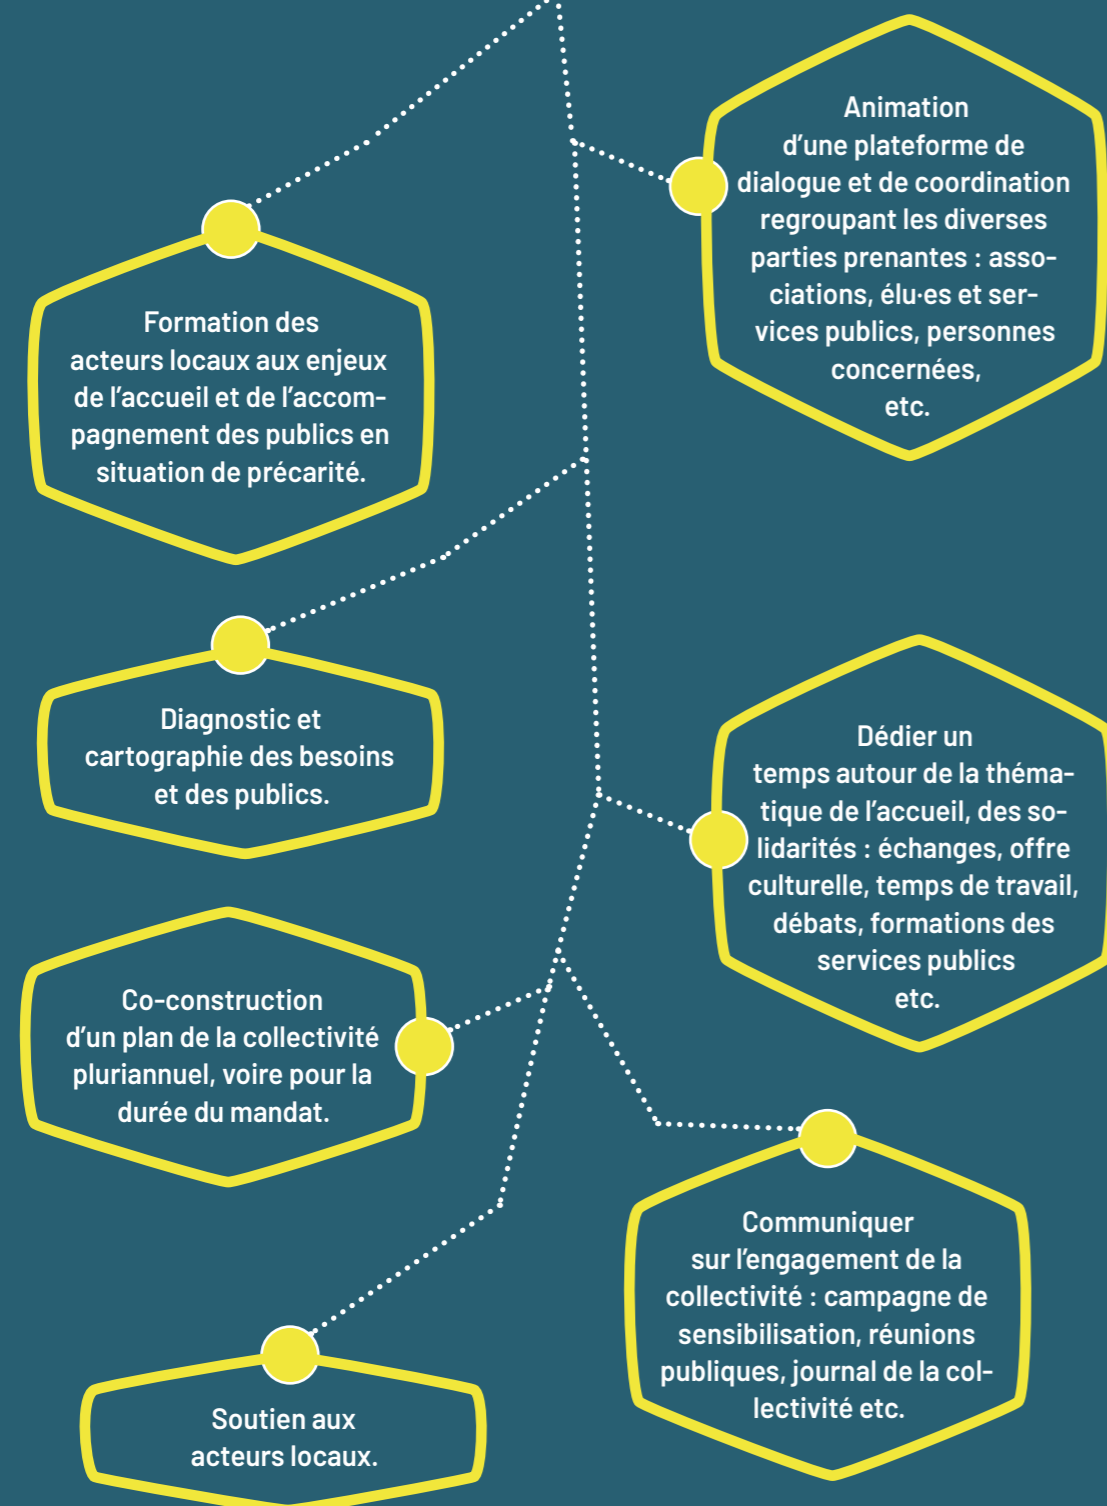 Animation
d'une plateforme de
dialogue et de coordination
regroupant les diverses
parties prenantes : asso-
ciations, élu·es et ser-
vices publics, personnes
concernées,
etc.
Formation des
acteurs locaux aux enjeux
de l'accueil et de l'accom-
pagnement des publics en
situation de précarité.
Diagnostic et
cartographie des besoins
et des publics.
Dédier un
temps autour de la théma-
tique de l'accueil, des so-
lidarités : échanges, offre
culturelle, temps de travail,
débats, formations des
services publics
etc.
Co-construction
d'un plan de la collectivité
pluriannuel, voire pour la
durée du mandat.
Communiquer
sur l'engagement de la
collectivité : campagne de
sensibilisation, réunions
publiques, journal de la col-
lectivité etc.
Soutien aux
acteurs locaux.